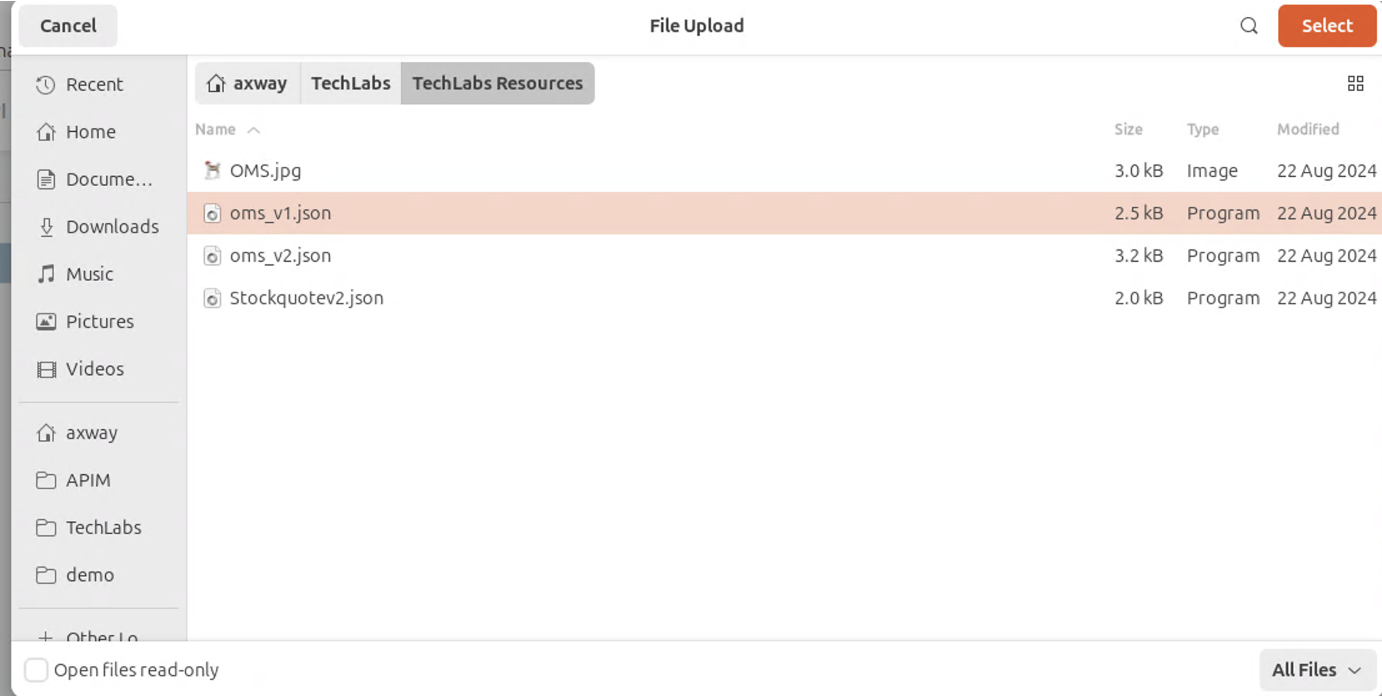 Cancel File Upload Select
Recent
Home
Docume...
Downloads
Music
Pictures
Videos
axway
APIM
TechLabs
demo
Other Lo
axway TechLabs TechLabs Resources
Name Size Type Modified
OMS.jpg 3.0 kB Image 22 Aug 2024
oms_v1.json 2.5 kB Program 22 Aug 2024
oms_v2.json 3.2 kB Program 22 Aug 2024
Stockquotev2.json 2.0 kB Program 22 Aug 2024
Open files read-only All Files